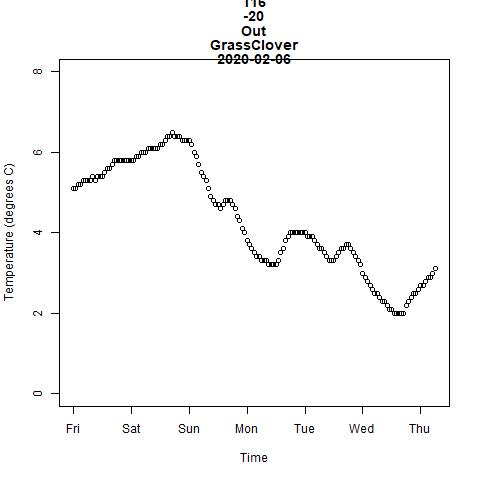 T16
-20
Out
GrassClover
2020-02-06
8
6
4
2
0
Temperature (degrees C)
Fri Sat Sun Mon Tue Wed Thu
Time